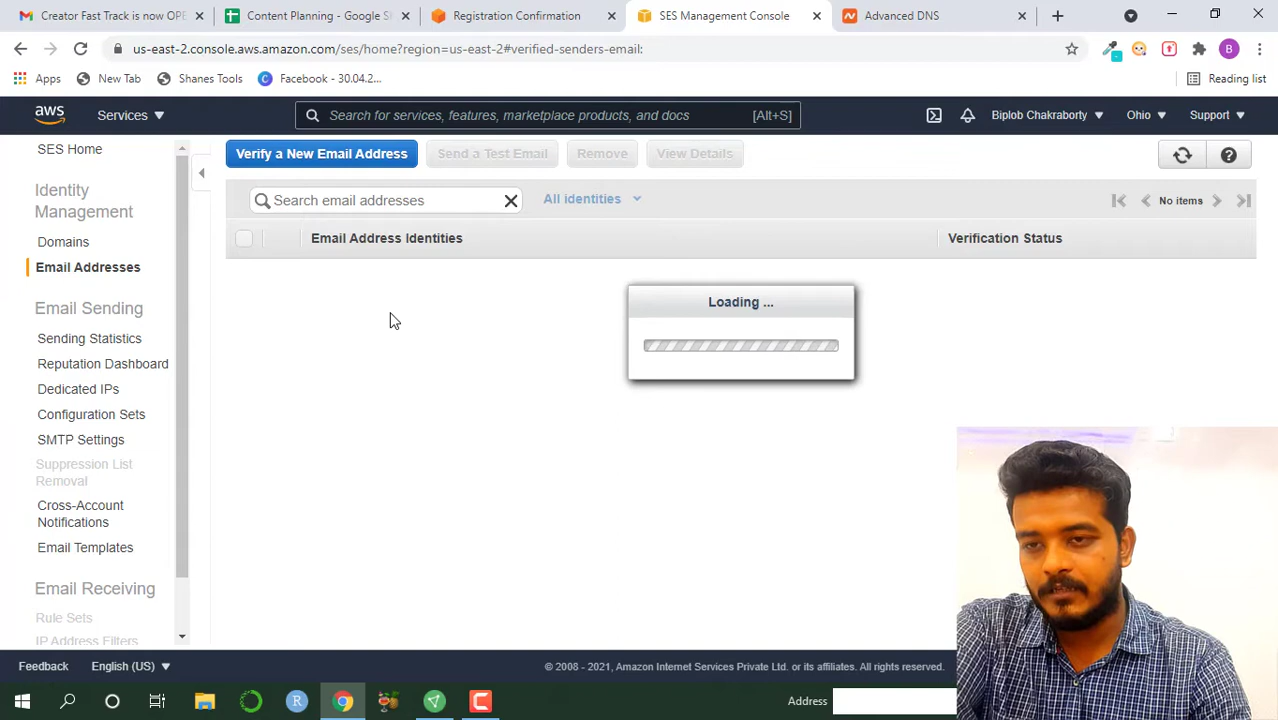 Creator Fast Track is now OPE
Content Planning - Google S
Registration Confirmation
SES Management Console
Advanced DNS
us-east-2.console.aws.amazon.com/ses/home?region=us-east-2#verified-senders-email:
B
Apps
New Tab
Shanes Tools
Facebook - 30.04.2...
Reading list
aws
Services
Search for services, features, marketplace products, and docs
[Alt+S]
Biplob Chakraborty
Ohio
Support
SES Home
Identity
Management
Domains
Email Addresses
Email Sending
Sending Statistics
Reputation Dashboard
Dedicated IPs
Configuration Sets
SMTP Settings
Suppression List
Removal
Cross-Account
Notifications
Email Templates
Email Receiving
Rule Sets
IP Address Filters
Verify a New Email Address
Send a Test Email
Remove
View Details
Search email addresses
All identities
No items
Email Address Identities
Verification Status
Loading ...
Feedback
English (US)
© 2008 - 2021, Amazon Internet Services Private Ltd. or its affiliates. All rights reserved.
R
Address